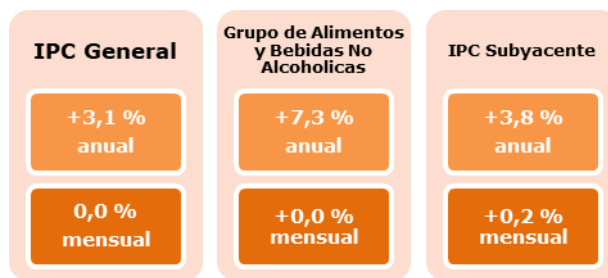 IPC General
+3,1 %
anual
0,0 %
mensual
Grupo de Alimentos
y Bebidas No
Alcoholicas
+7,3 %
anual
+0,0 %
mensual
IPC Subyacente
+3,8 %
anual
+0,2 %
mensual